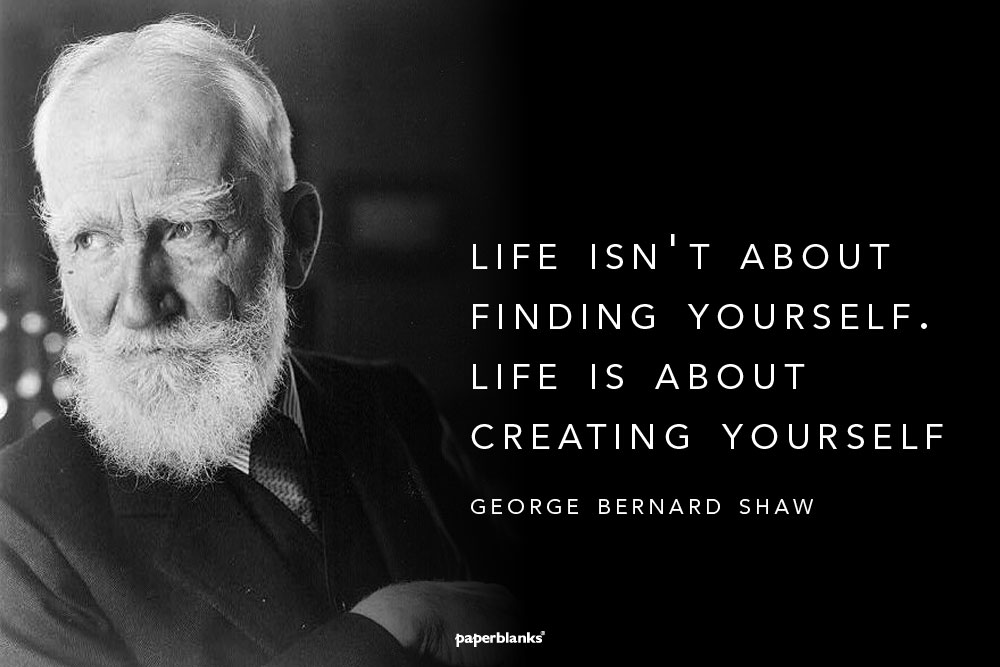 LIFE ISN'T ABOUT
FINDING YOURSELF.
LIFE IS ABOUT
CREATING YOURSELF
GEORGE BERNARD SHAW
paperblanks®